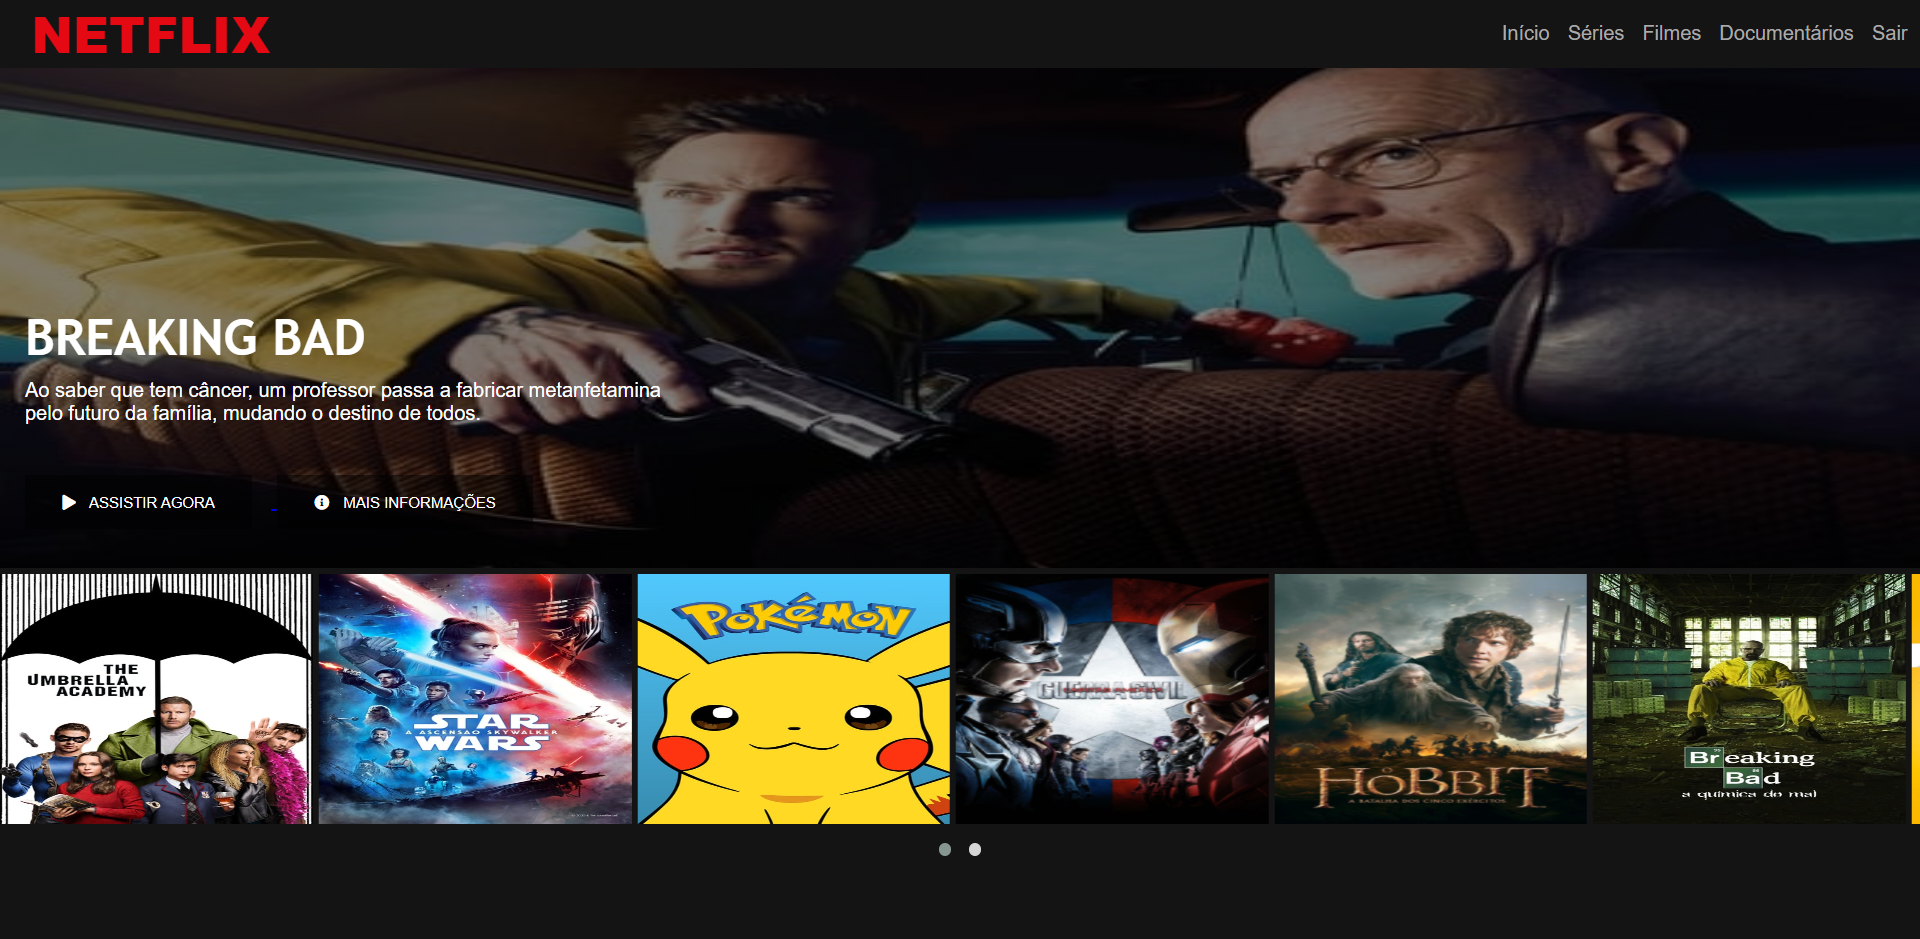 NETFLIX
Início Séries Filmes Documentários Sair
BREAKING BAD
Ao saber que tem câncer, um professor passa a fabricar metanfetamina
pelo futuro da família, mudando o destino de todos.
ASSISTIR AGORA MAIS INFORMAÇÕES
THE
UMBRELLA
ACADEMY
STAR
A ASCENSÃO SKYWALKER
WARS
POKÉMON
GUERRA CIVIL
O
HOBBIT
A BATALHA DOS CINCO EXÉRCITOS
Breaking
Bad
a química do mal